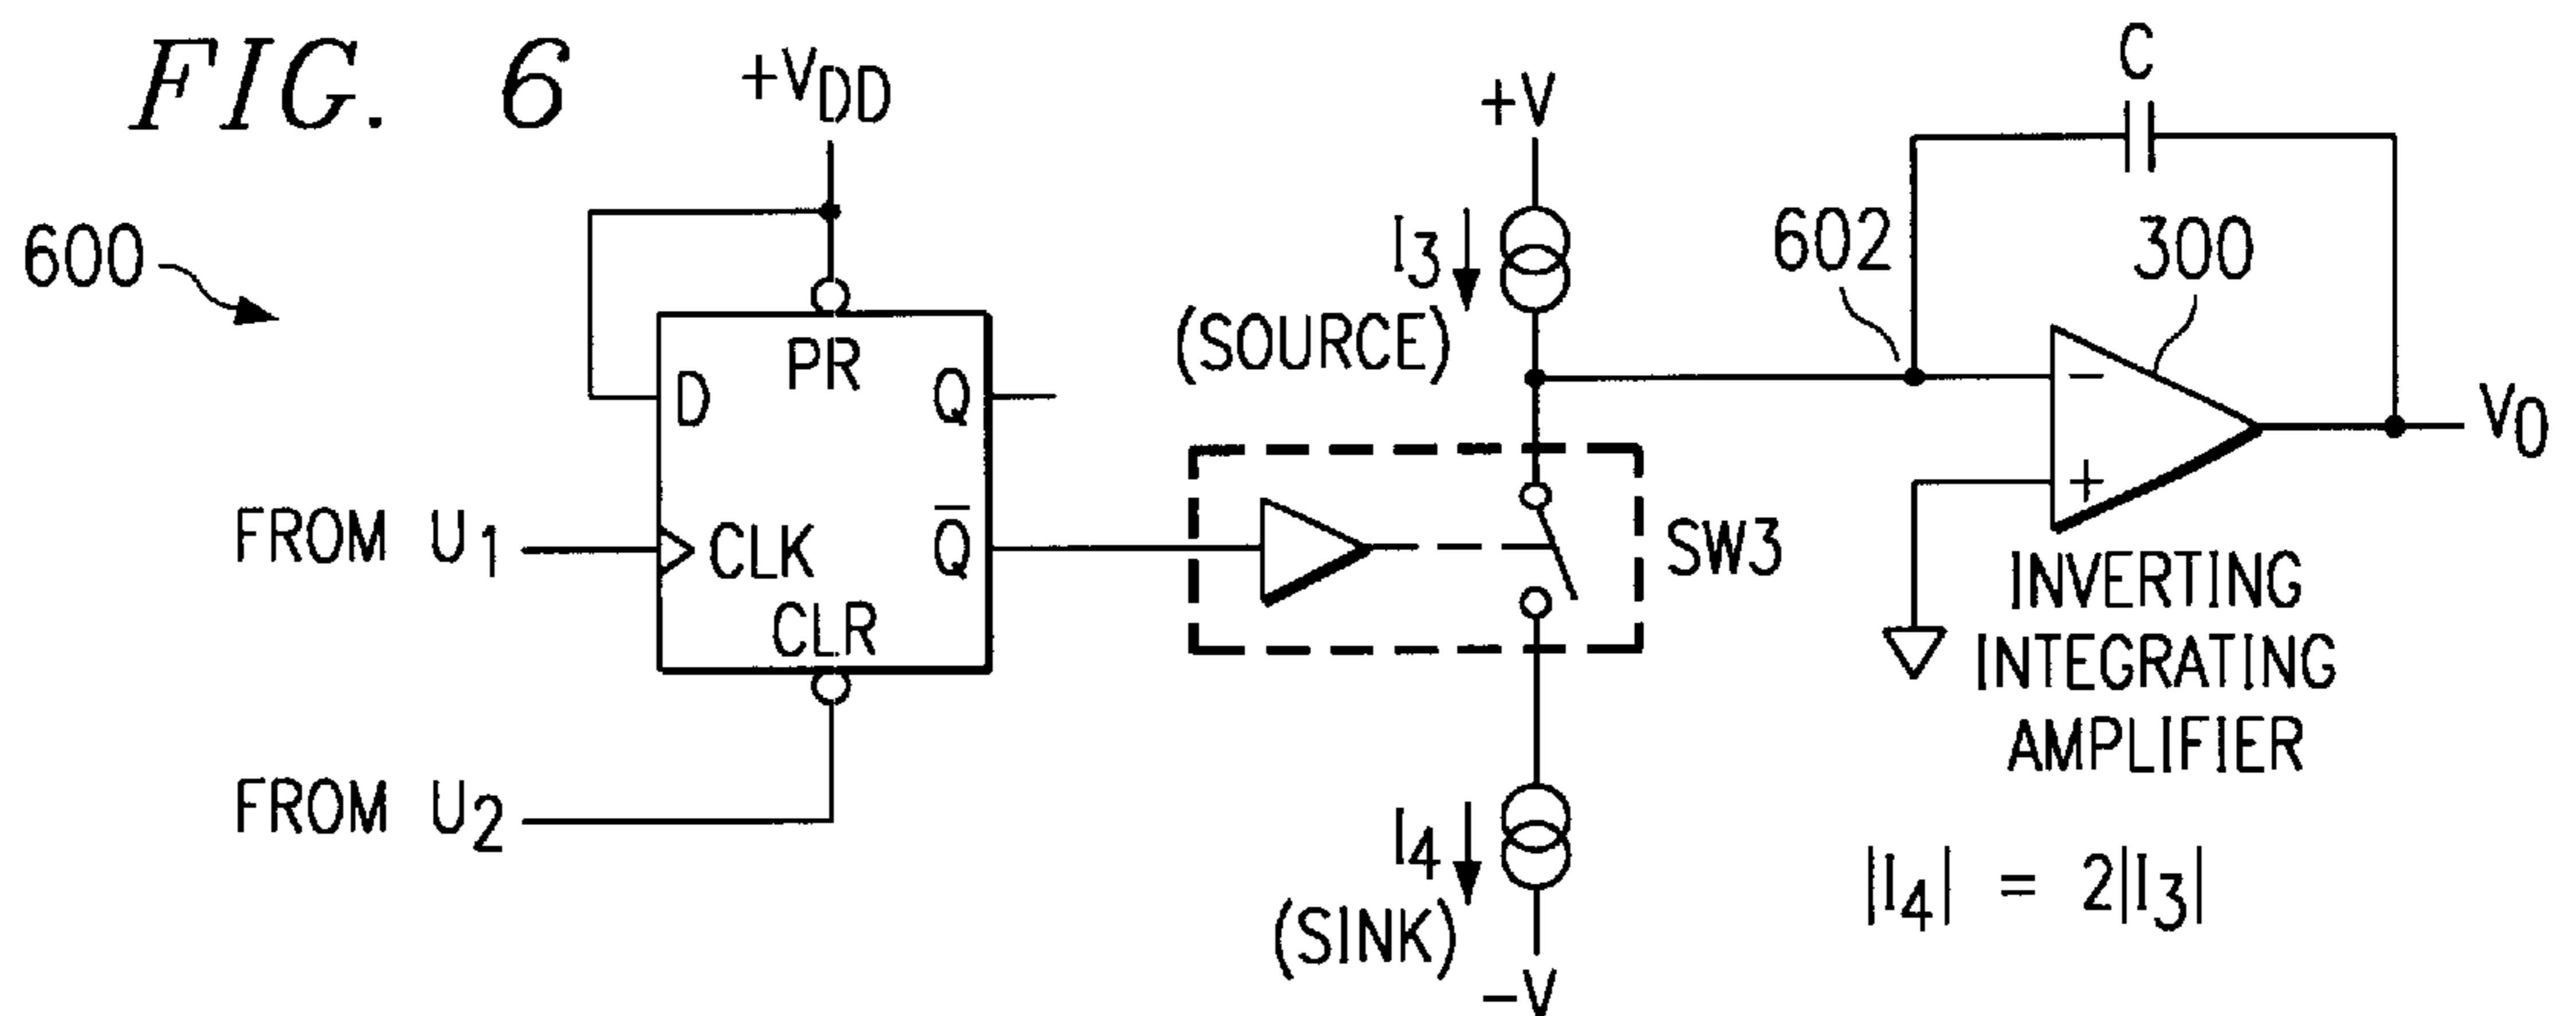 FIG. 6
+VDD
600
PR
D
Q
FROM U1
CLK
Q̅
CLR
FROM U2
+V
I3
(SOURCE)
SW3
I4
(SINK)
−V
C
602
300
−
+
VO
INVERTING
INTEGRATING
AMPLIFIER
|I4| = 2|I3|